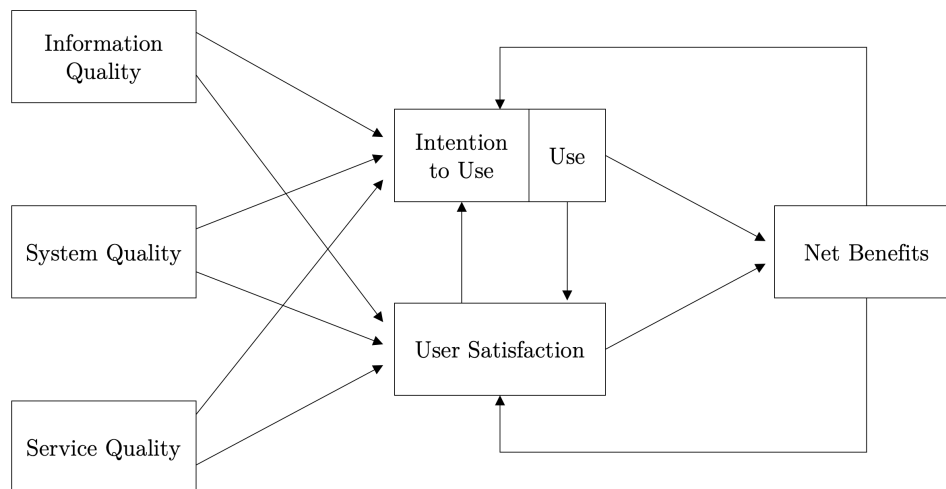 Information
Quality
Intention
to Use
Use
System Quality
Net Benefits
User Satisfaction
Service Quality